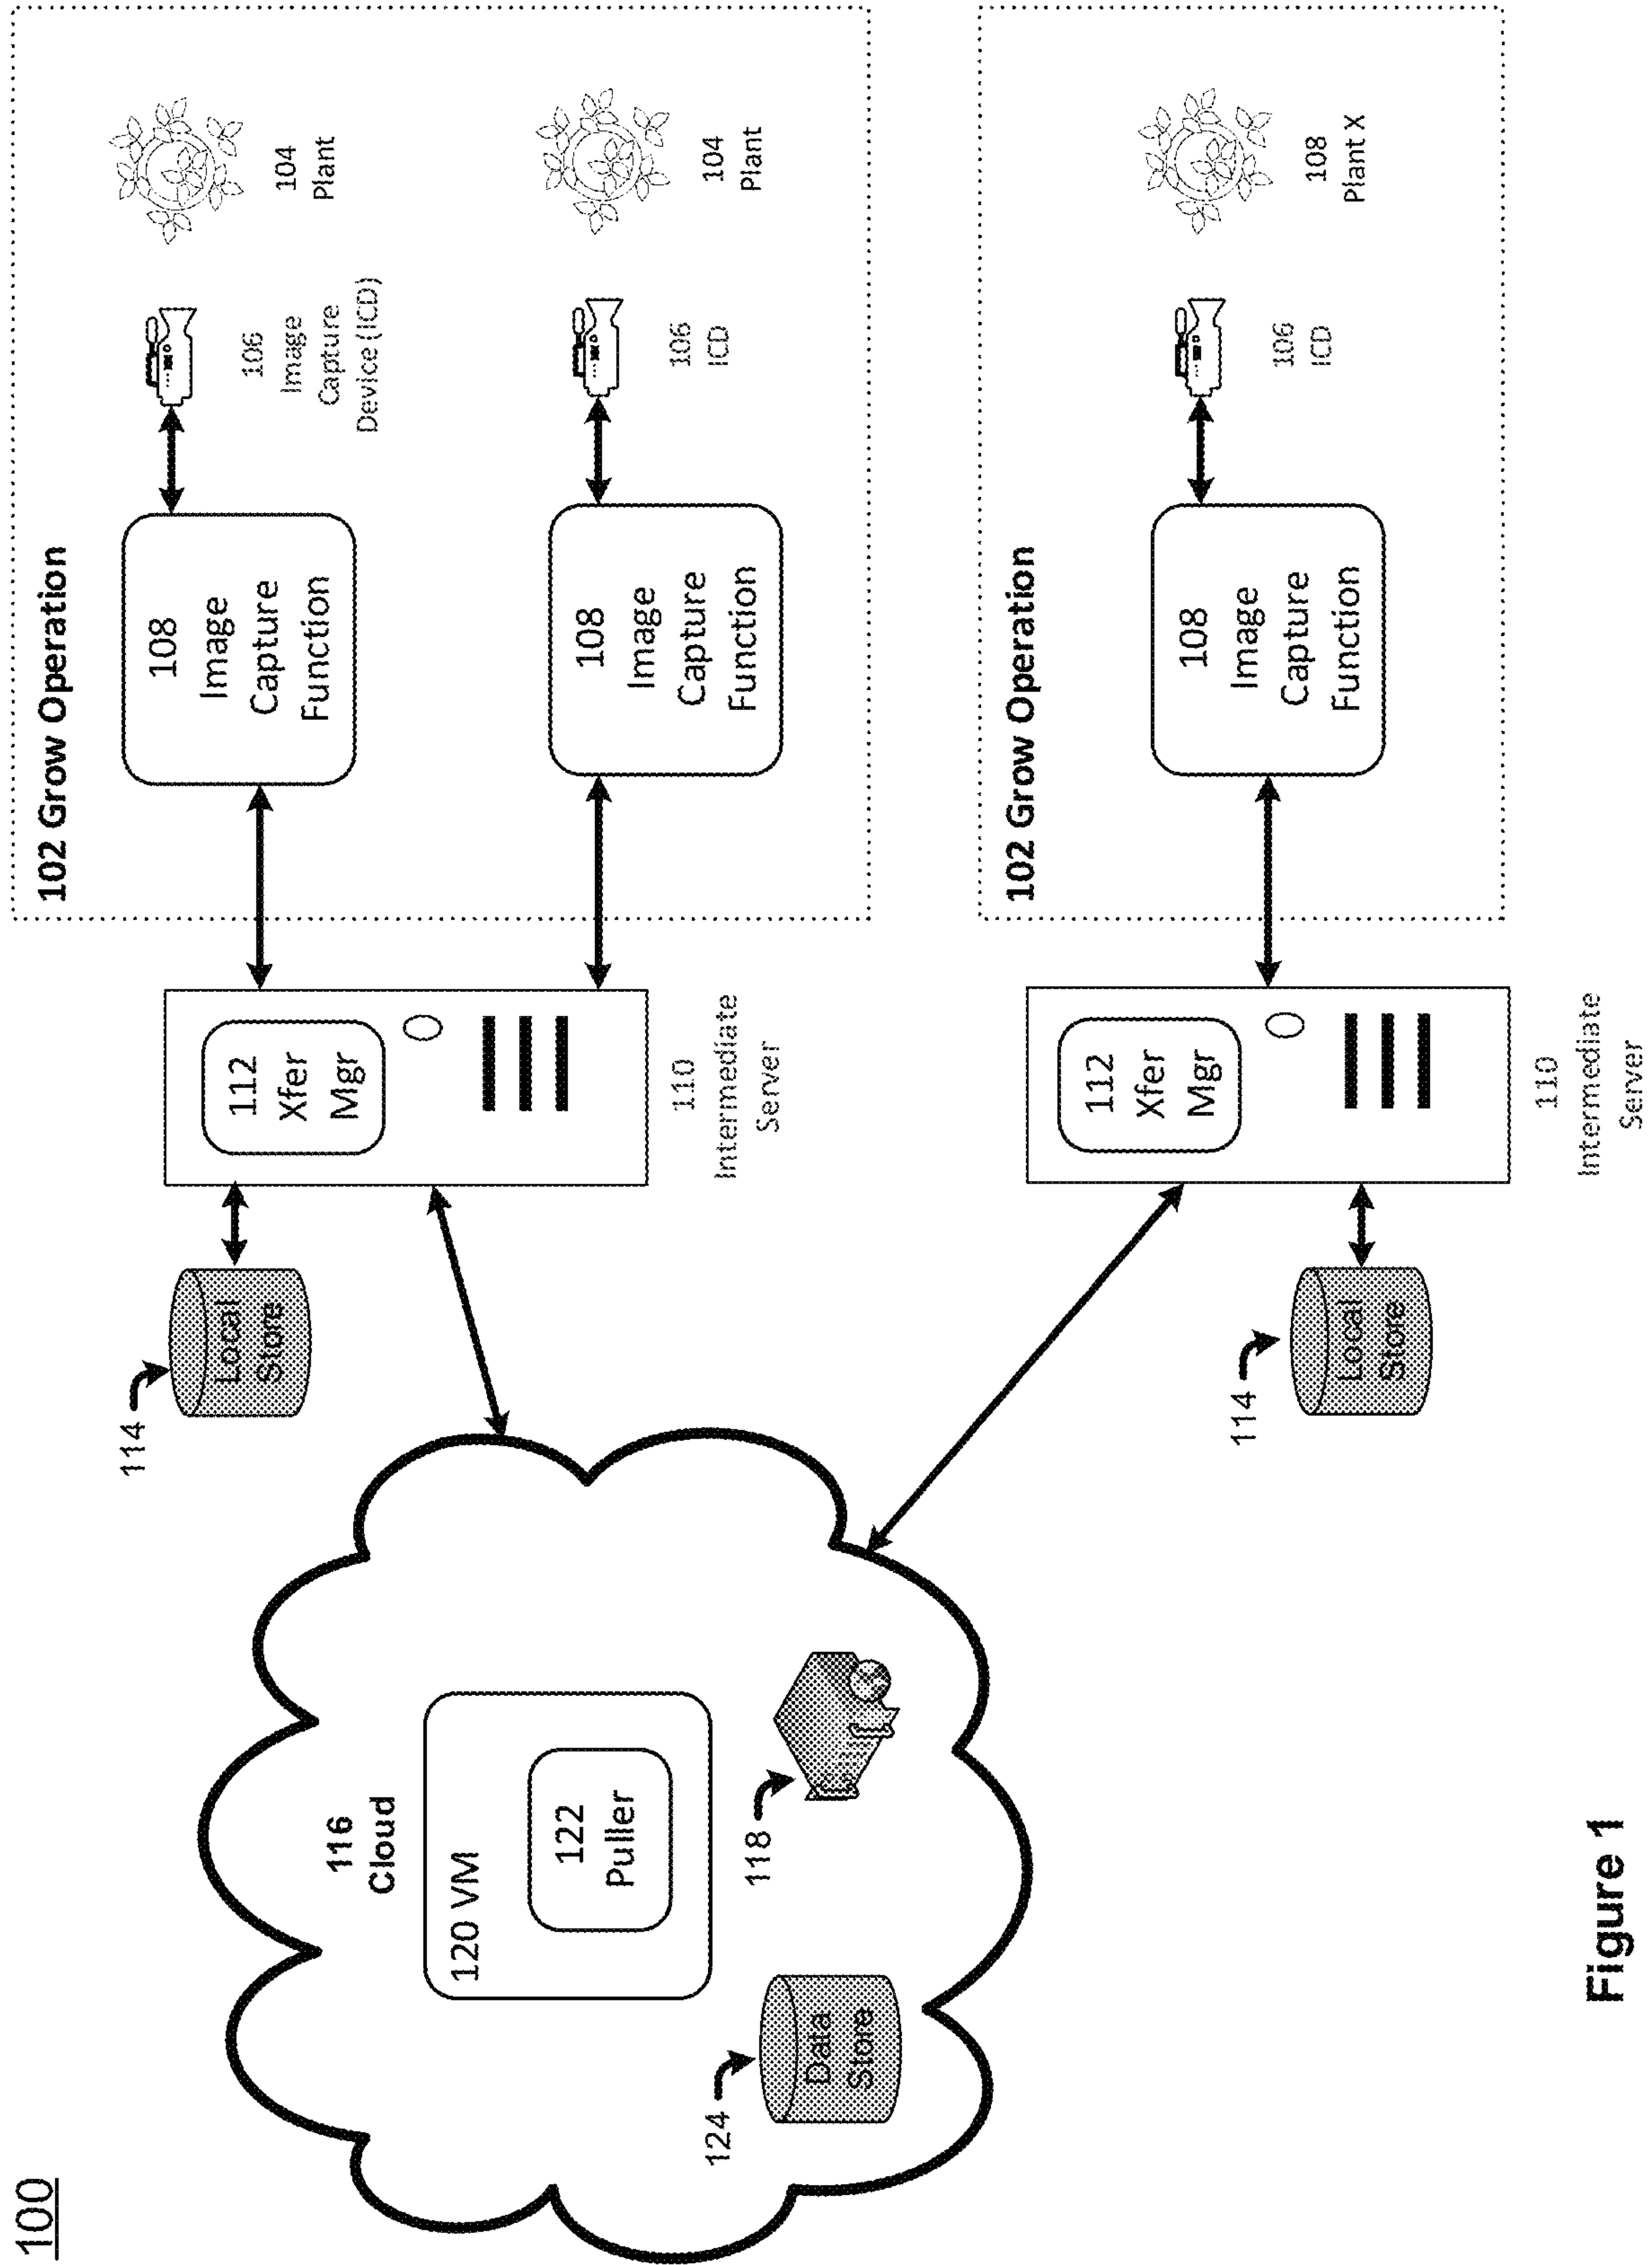 100
102 Grow Operation
108
Image
Capture
Function
106
Image
Capture
Device (ICD)
104
Plant
108
Image
Capture
Function
106
ICD
104
Plant
112
Xfer
Mgr
110
Intermediate
Server
114
Local
Store
116
Cloud
120 VM
122
Puller
118
124
Data
Store
102 Grow Operation
108
Image
Capture
Function
106
ICD
108
Plant X
112
Xfer
Mgr
110
Intermediate
Server
114
Local
Store
Figure 1